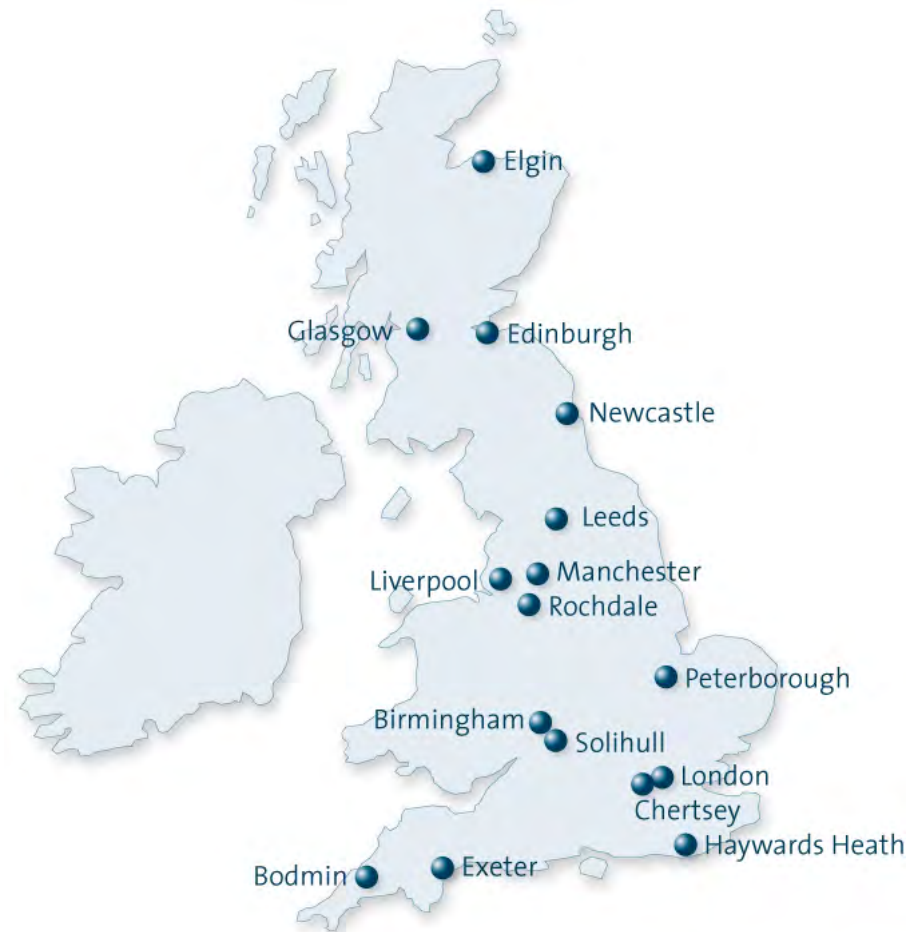 Elgin
Glasgow
Edinburgh
Newcastle
Leeds
Liverpool
Manchester
Rochdale
Peterborough
Birmingham
Solihull
London
Chertsey
Haywards Heath
Bodmin
Exeter